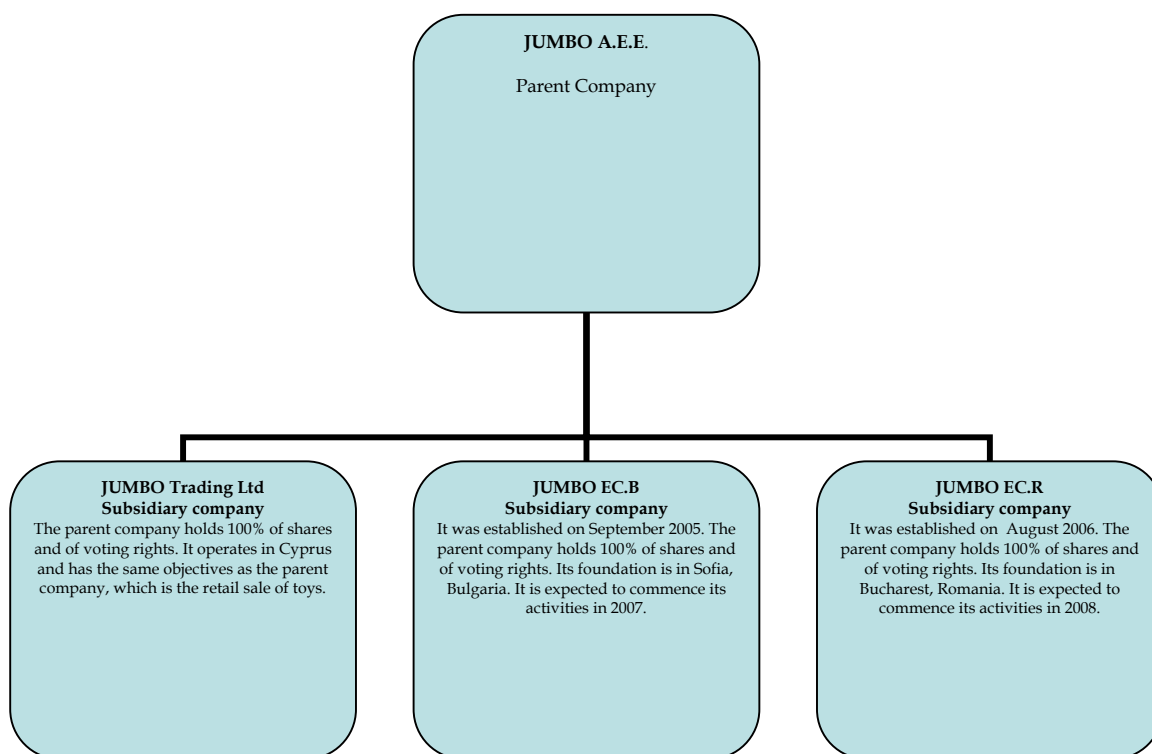 JUMBO A.E.E.
Parent Company
JUMBO Trading Ltd
Subsidiary company
The parent company holds 100% of shares
and of voting rights. It operates in Cyprus
and has the same objectives as the parent
company, which is the retail sale of toys.
JUMBO EC.B
Subsidiary company
It was established on September 2005. The
parent company holds 100% of shares and
of voting rights. Its foundation is in Sofia,
Bulgaria. It is expected to commence its
activities in 2007.
JUMBO EC.R
Subsidiary company
It was established on  August 2006. The
parent company holds 100% of shares and
of voting rights. Its foundation is in
Bucharest, Romania. It is expected to
commence its activities in 2008.